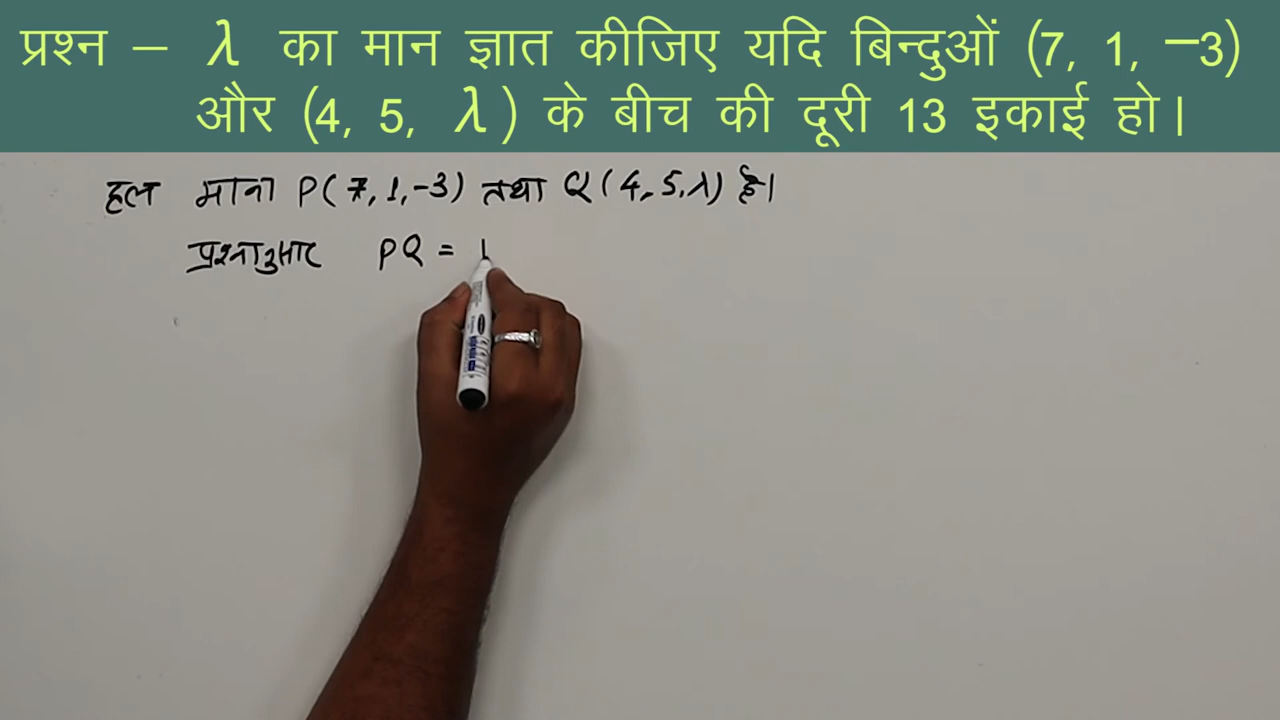 प्रश्न – λ का मान ज्ञात कीजिए यदि बिन्दुओं (7, 1, –3)
और (4, 5, λ) के बीच की दूरी 13 इकाई हो।
हल माना P(7,1,-3) तथा Q(4,5,λ) है।
प्रश्नानुसार PQ = 1